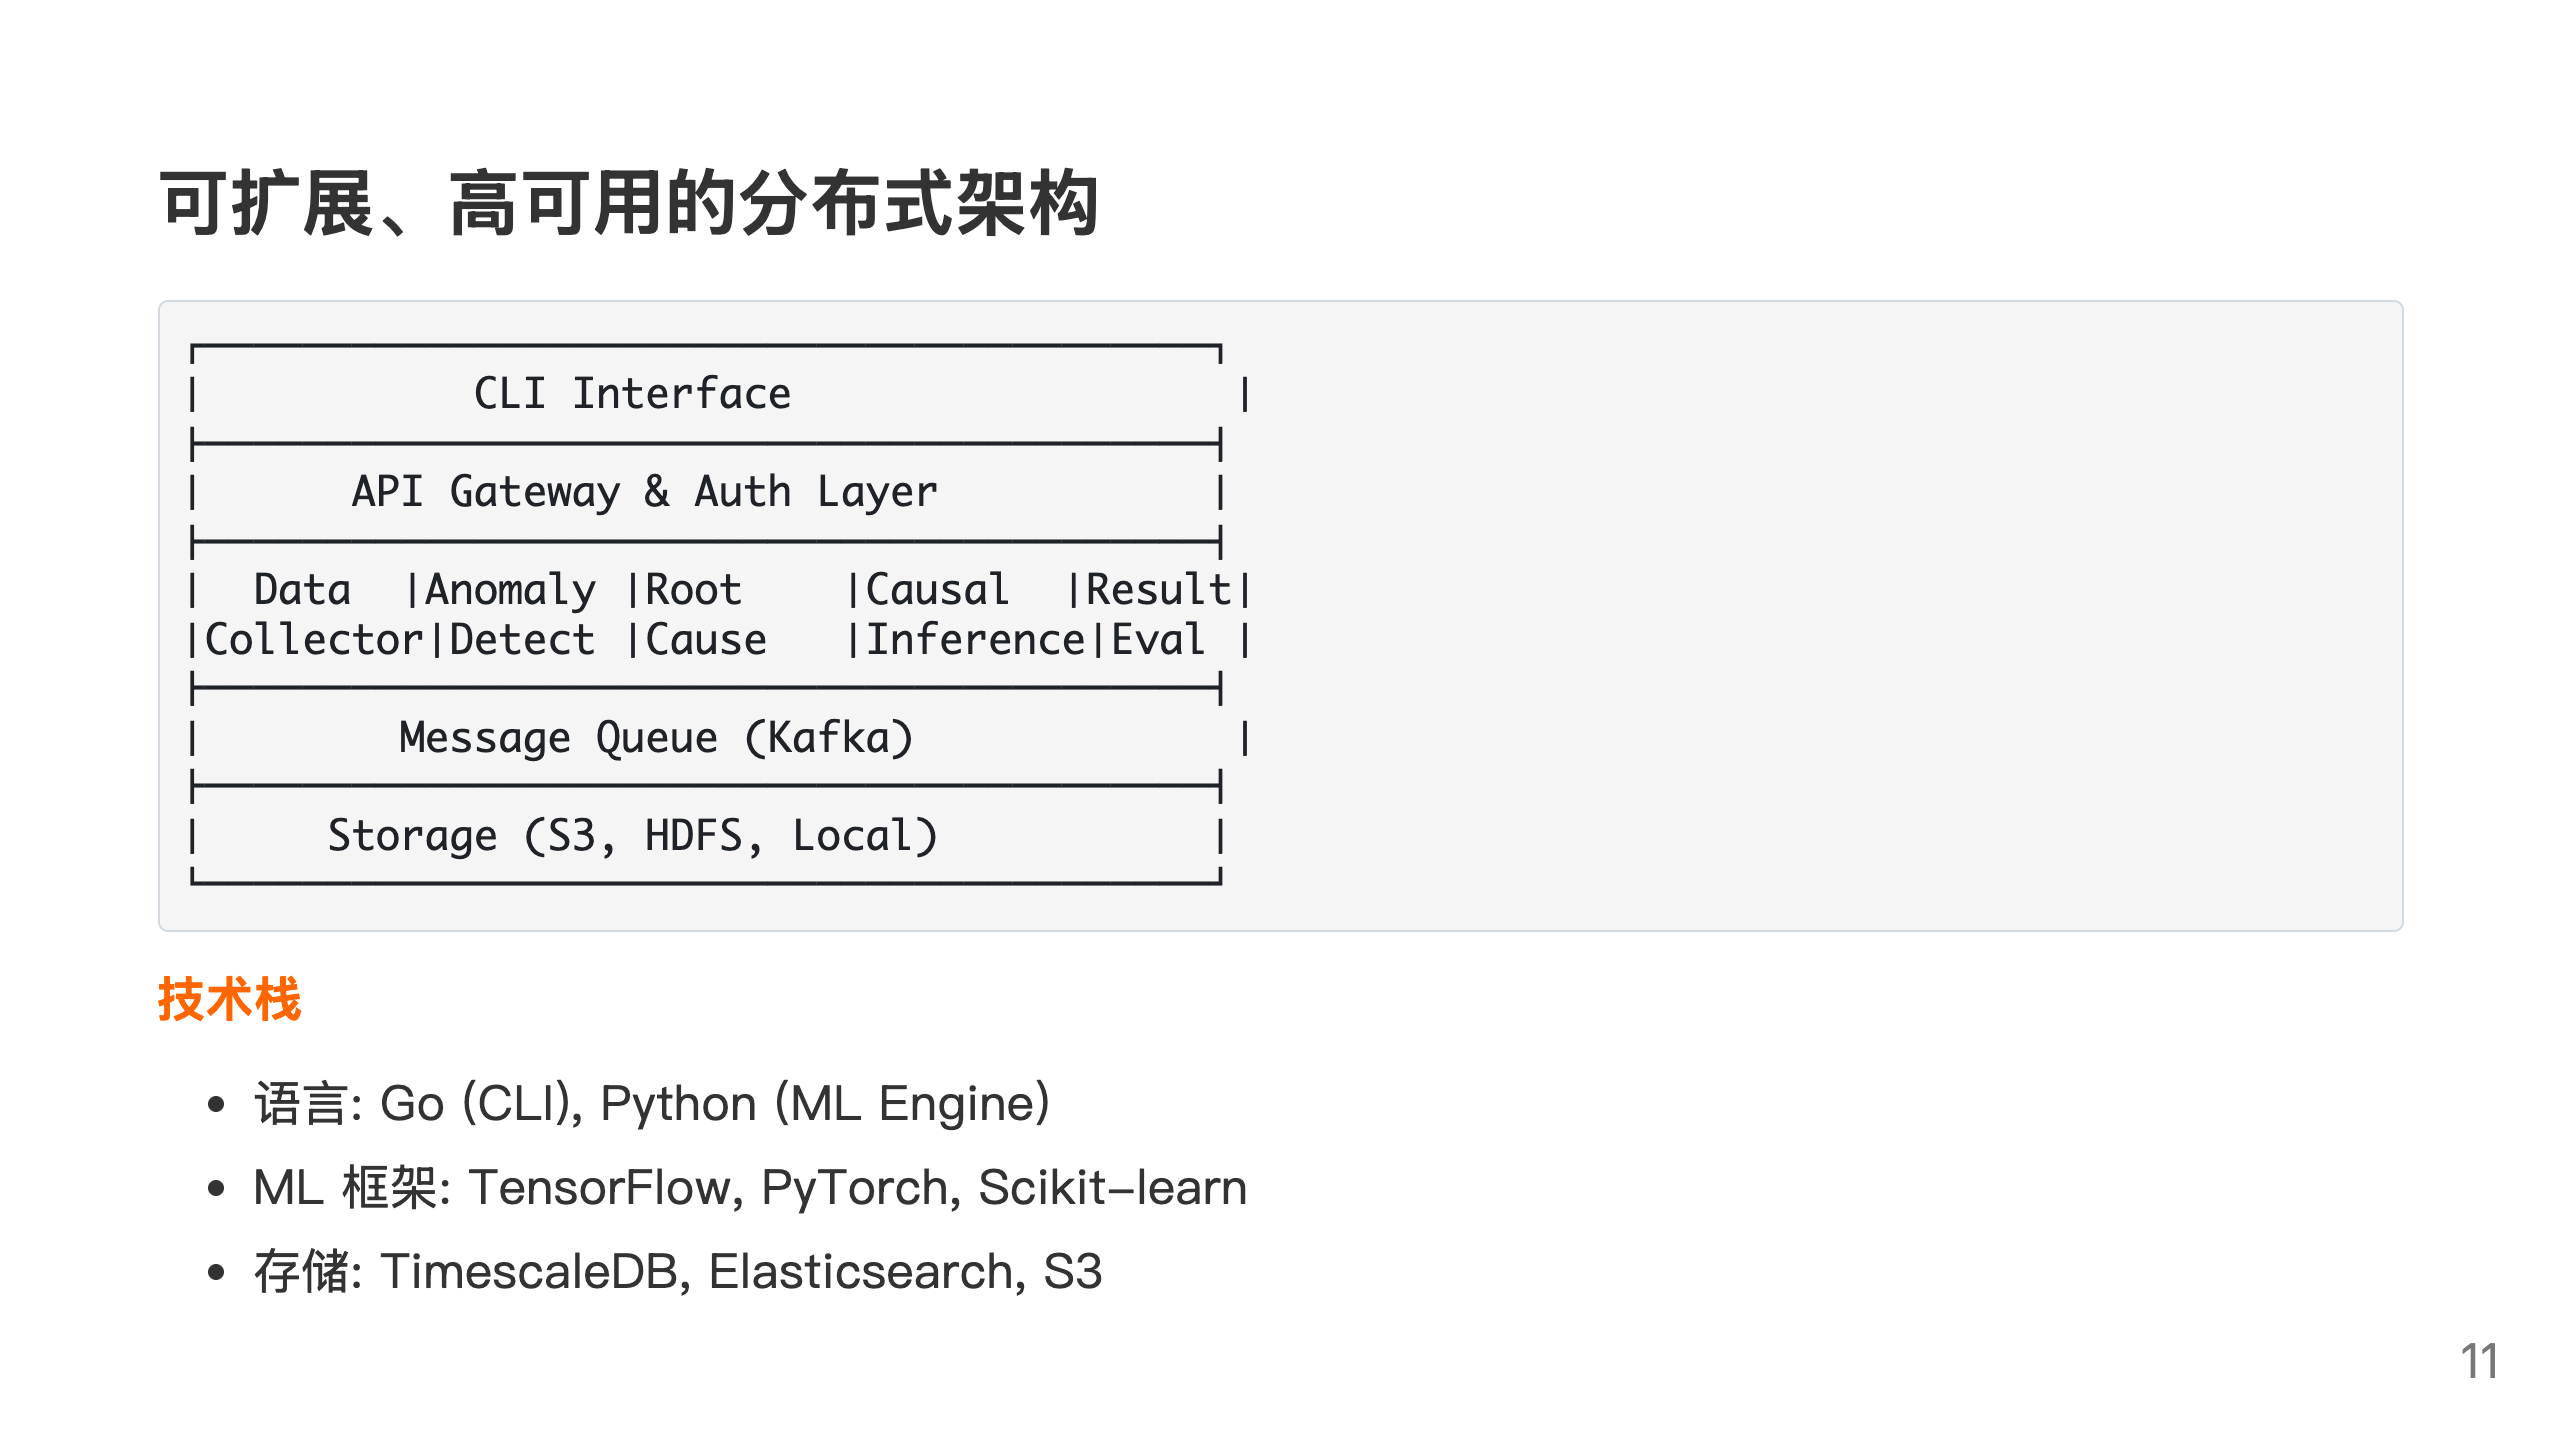 可扩展、高可用的分布式架构
CLI Interface
API Gateway & Auth Layer
Data |Anomaly |Root |Causal |Result|
|Collector|Detect |Cause |Inference|Eval |
Message Queue (Kafka)
Storage (S3, HDFS, Local)
技术栈
• 语言: Go (CLI), Python (ML Engine)
• ML 框架: TensorFlow, PyTorch, Scikit-learn
• 存储: TimescaleDB, Elasticsearch, S3
11